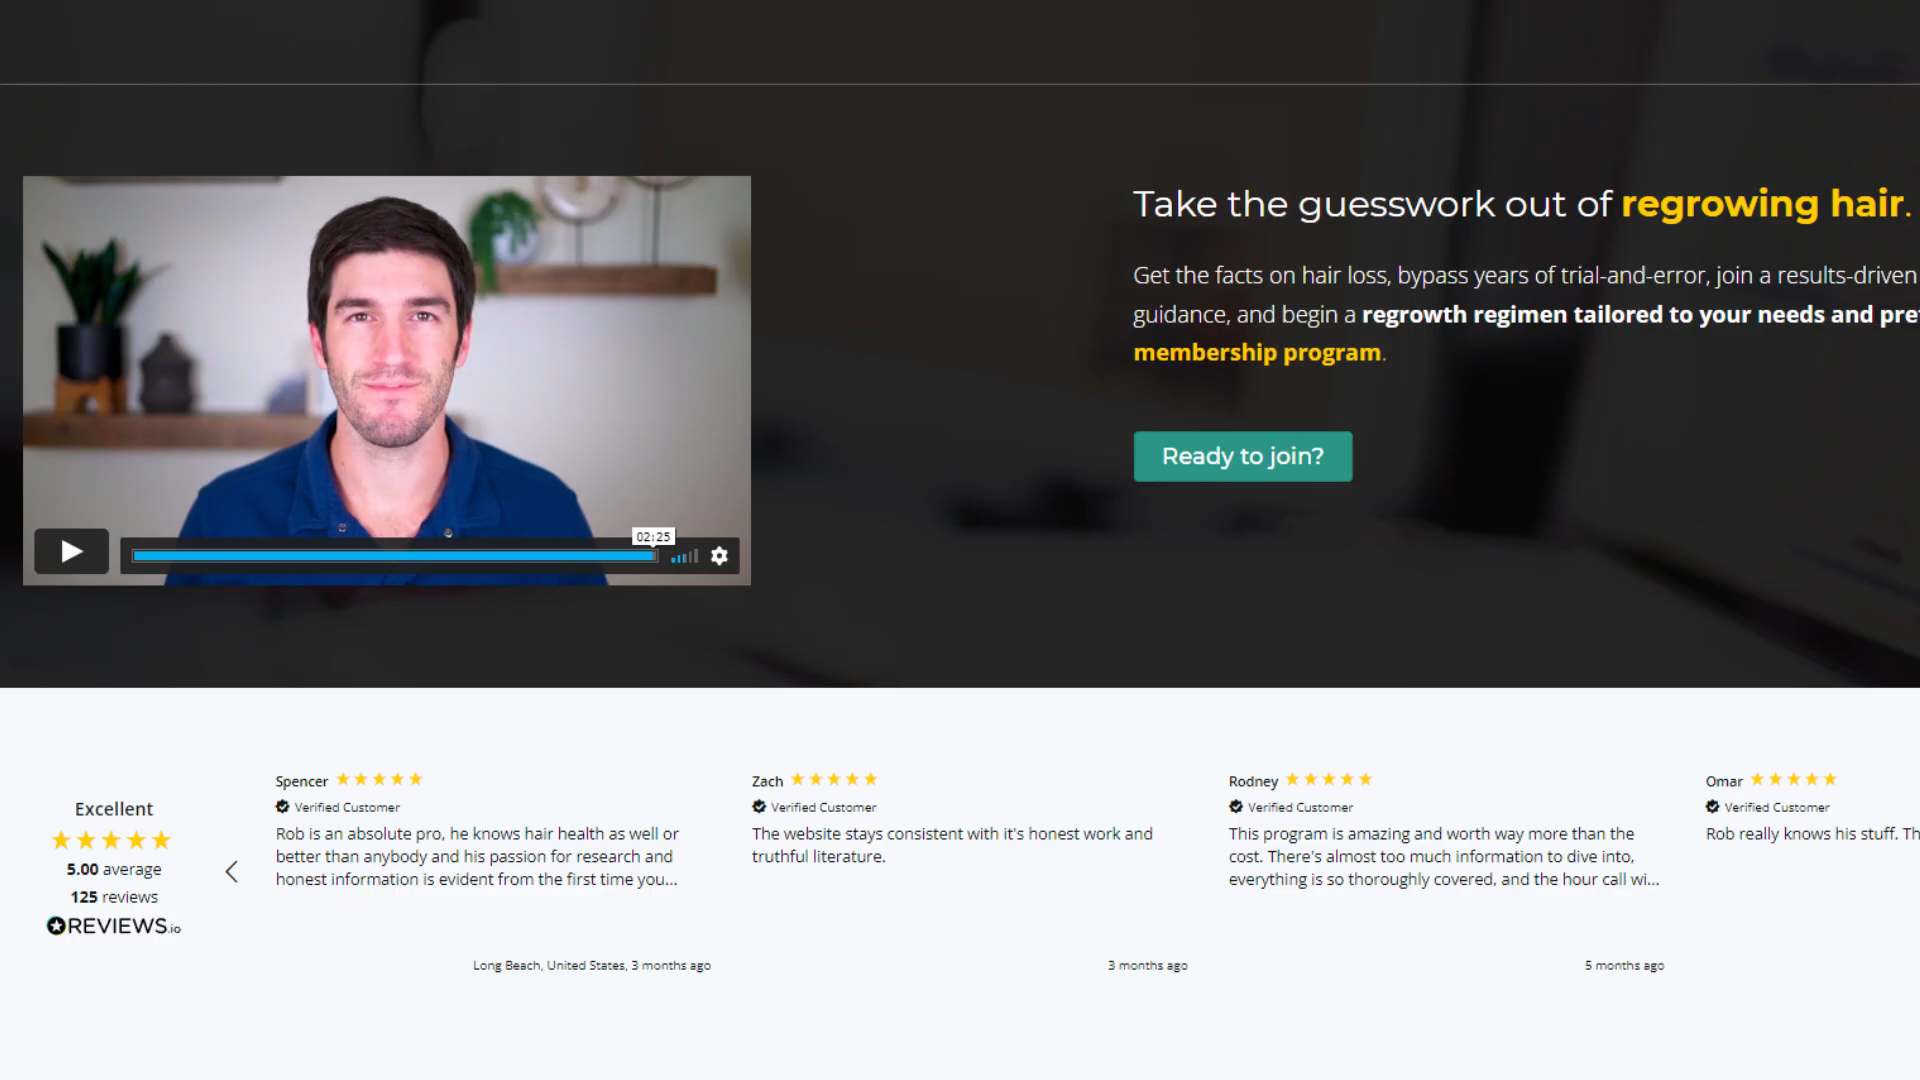 Take the guesswork out of regrowing hair.
Get the facts on hair loss, bypass years of trial-and-error, join a results-driven
guidance, and begin a regrowth regimen tailored to your needs and
membership program.
Ready to join?
02:25
Excellent
5.00 average
125 reviews
REVIEWS.io
Spencer
Verified Customer
Rob is an absolute pro, he knows hair health as well or
better than anybody and his passion for research and
honest information is evident from the first time you...
Long Beach, United States, 3 months ago
Zach
Verified Customer
The website stays consistent with it's honest work and
truthful literature.
3 months ago
Rodney
Verified Customer
This program is amazing and worth way more than the
cost. There's almost too much information to dive into,
everything is so thoroughly covered, and the hour call wi...
5 months ago
Omar
Verified Customer
Rob really knows his stuff.